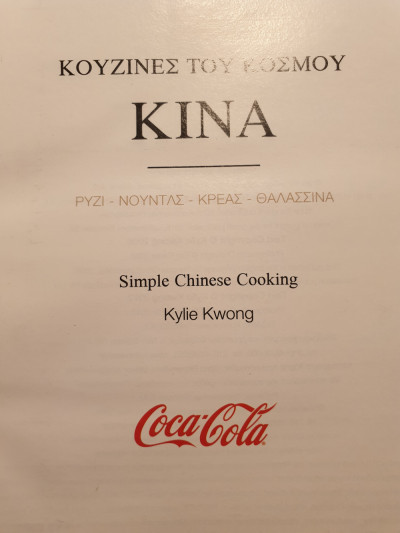 ΚΟΥΖΙΝΕΣ ΤΟΥ ΚΟΣΜΟΥ
ΚΙΝΑ
ΡΥΖΙ - ΝΟΥΝΤΛΣ - ΚΡΕΑΣ - ΘΑΛΑΣΣΙΝΑ
Simple Chinese Cooking
Kylie Kwong
Coca-Cola